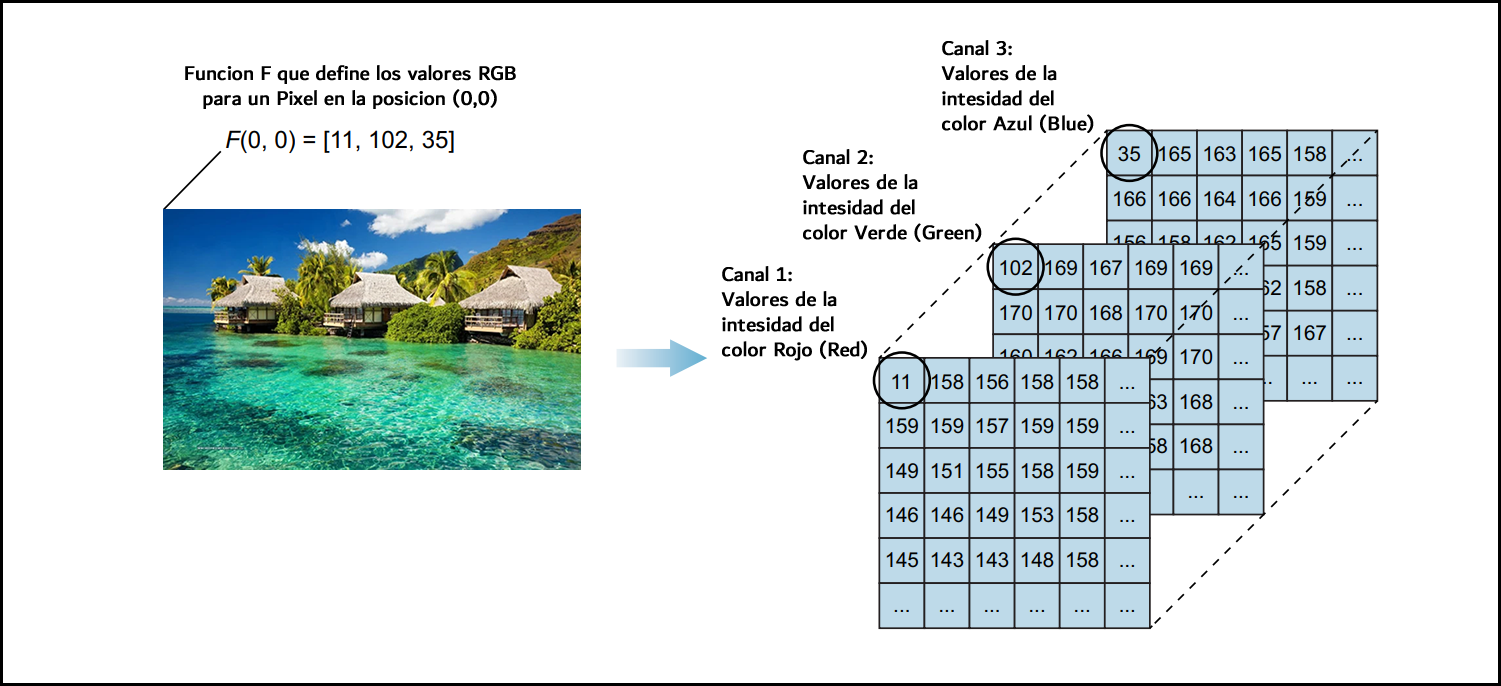 Funcion F que define los valores RGB
para un Pixel en la posicion (0,0)
F(0, 0) = [11, 102, 35]
Canal 1:
Valores de la
intesidad del
color Rojo (Red)
Canal 2:
Valores de la
intesidad del
color Verde (Green)
Canal 3:
Valores de la
intesidad del
color Azul (Blue)
11 158 156 158 158 ...
159 159 157 159 159 ...
149 151 155 158 159 ...
146 146 149 153 158 ...
145 143 143 148 158 ...
... ... ... ... ... ...
102 169 167 169 169 ...
170 170 168 170 170 ...
160 162 166 169 170 ...
63 168 ...
58 168 ...
... ...
35 165 163 165 158 ...
166 166 164 166 159 ...
156 158 162 165 159 ...
62 158 ...
57 167 ...
... ... ...